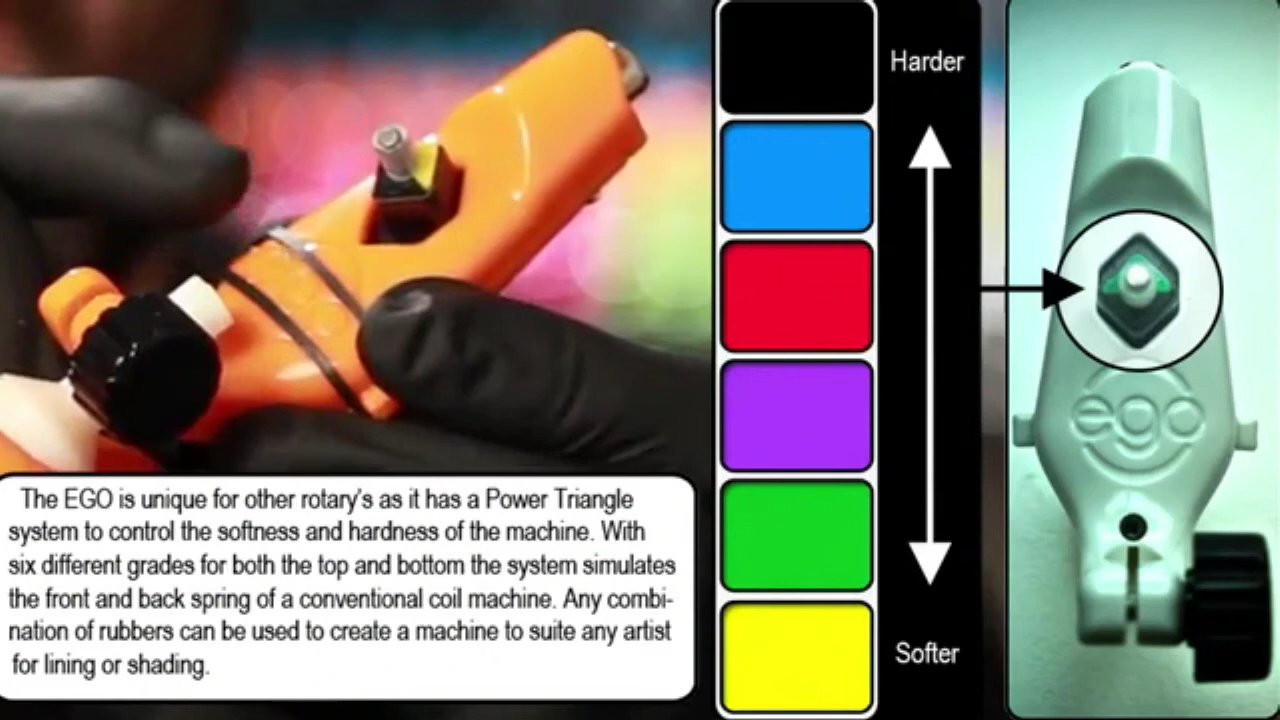 The EGO is unique for other rotary's as it has a Power Triangle
system to control the softness and hardness of the machine. With
six different grades for both the top and bottom the system simulates
the front and back spring of a conventional coil machine. Any combi-
nation of rubbers can be used to create a machine to suite any artist
for lining or shading.
Harder
Softer
ego